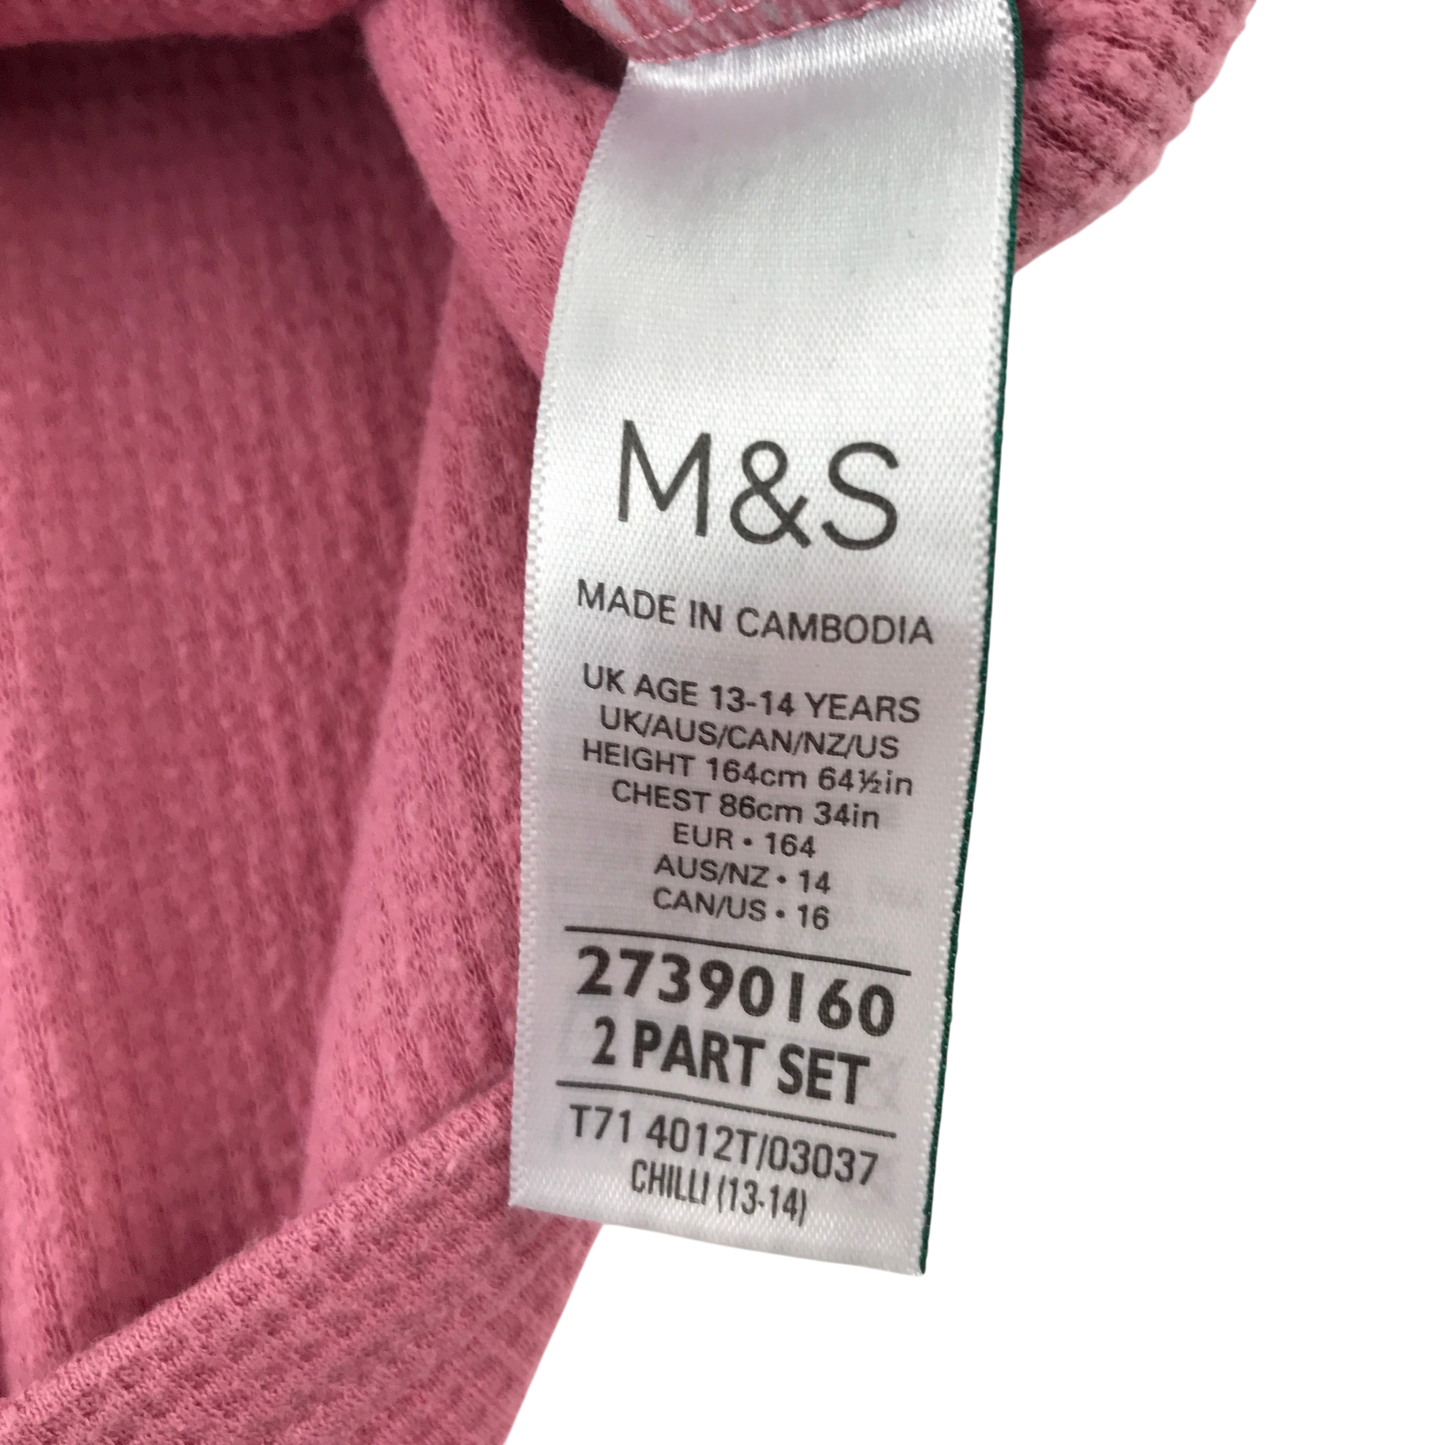 M&S
MADE IN CAMBODIA
UK AGE 13-14 YEARS
UK/AUS/CAN/NZ/US
HEIGHT 164cm 64½in
CHEST 86cm 34in
EUR • 164
AUS/NZ • 14
CAN/US • 16
27390160
2 PART SET
T71 4012T/03037
CHILLI (13-14)